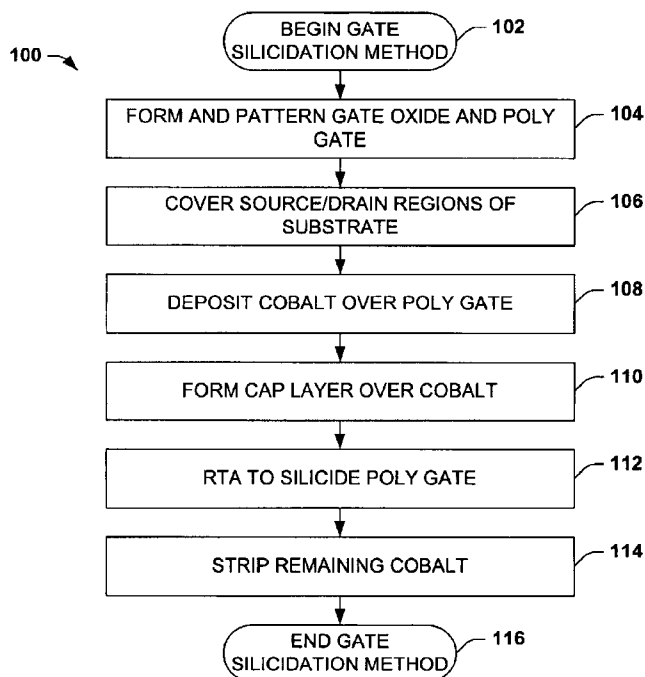 BEGIN GATE
SILICIDATION METHOD
102
100
FORM AND PATTERN GATE OXIDE AND POLY
GATE
104
COVER SOURCE/DRAIN REGIONS OF
SUBSTRATE
106
DEPOSIT COBALT OVER POLY GATE
108
FORM CAP LAYER OVER COBALT
110
RTA TO SILICIDE POLY GATE
112
STRIP REMAINING COBALT
114
END GATE
SILICIDATION METHOD
116